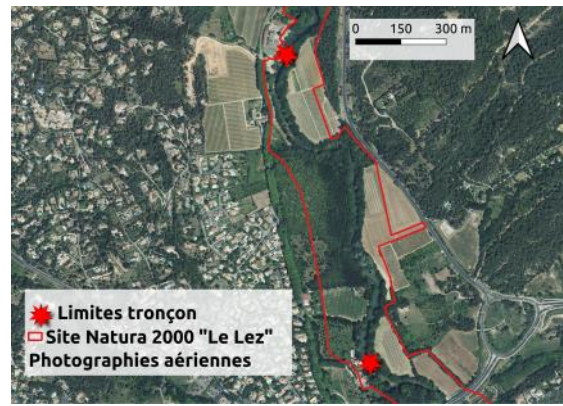 0 150 300 m
Limites tronçon
Site Natura 2000 "Le Lez"
Photographies aériennes